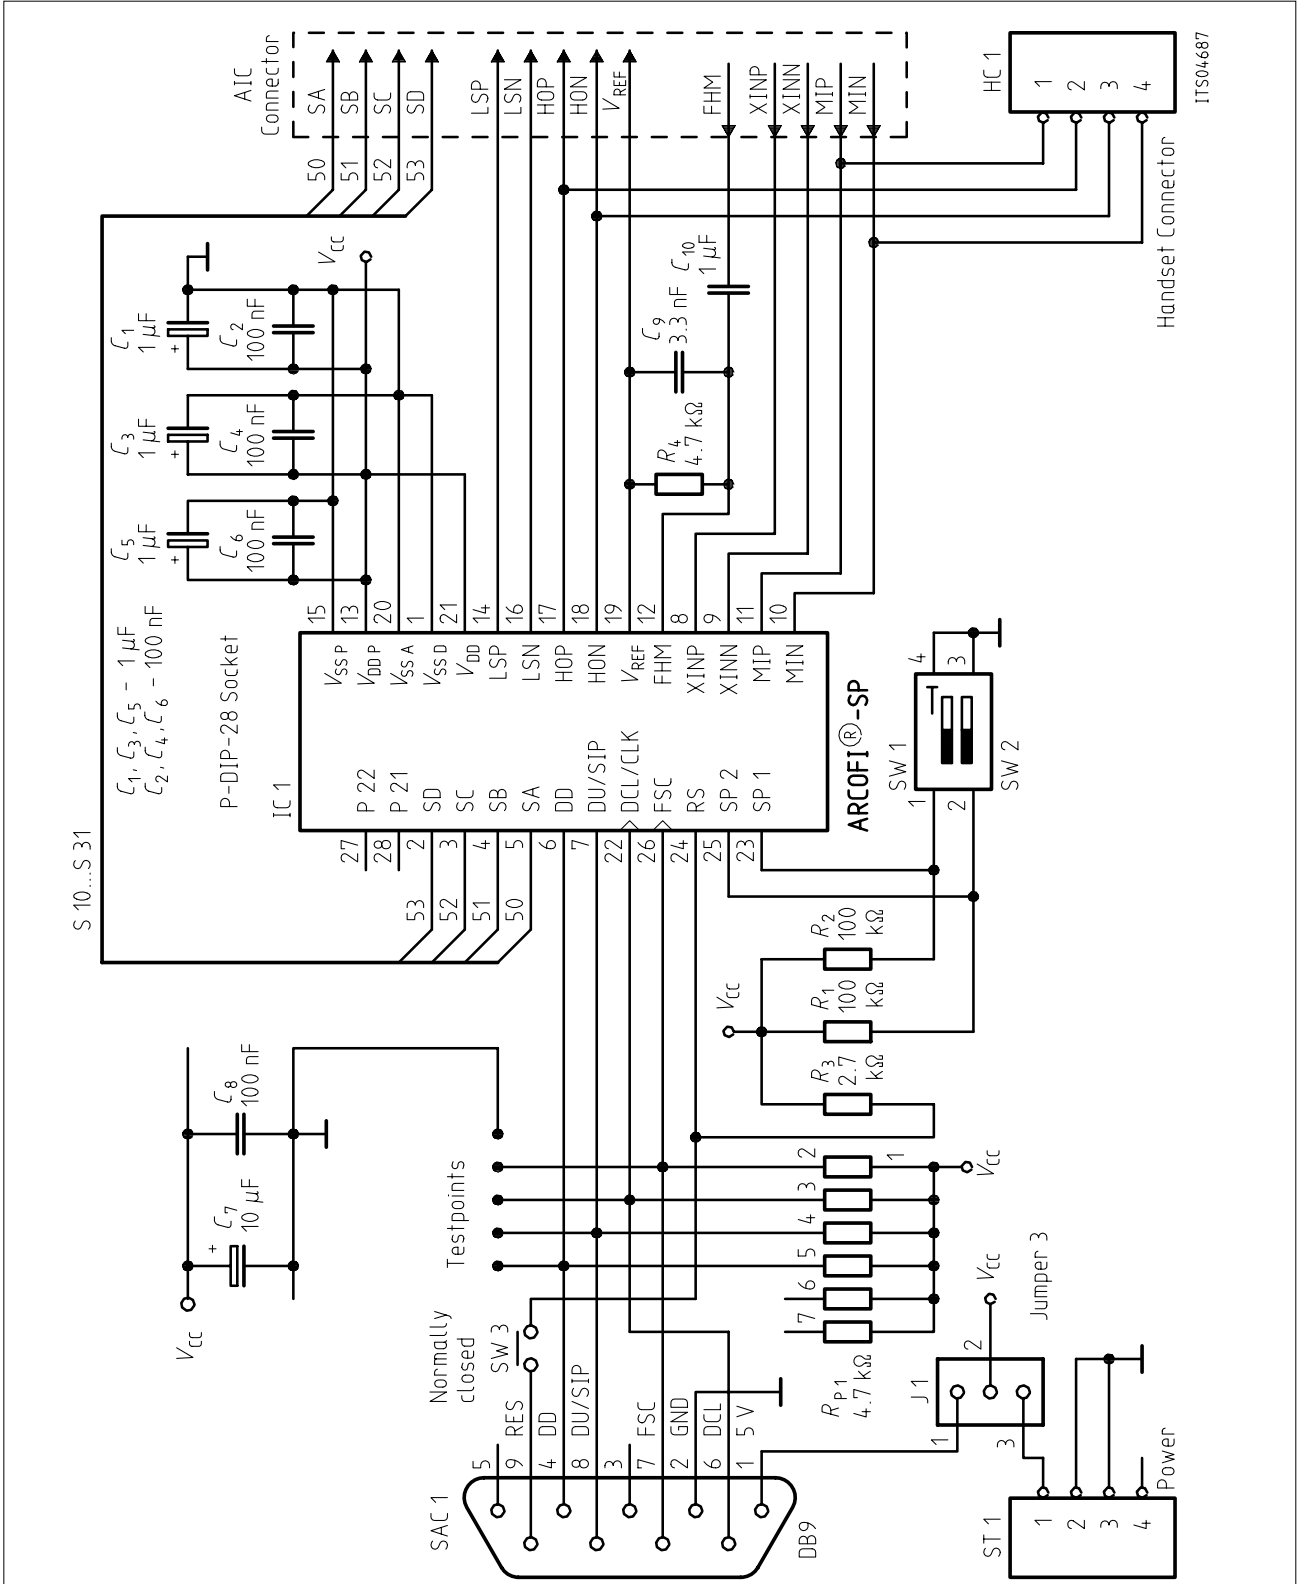 AIC
Connector
SA
SB
SC
SD
LSP
LSN
HOP
HON
VREF
FHM
XINP
XINN
MIP
MIN
50
51
52
53
HC 1
1
2
3
4
Handset Connector
ITS04687
S 10...S 31
C1
1 µF
+
C2
100 nF
C3
1 µF
+
C4
100 nF
C5
1 µF
+
C6
100 nF
VCC
C9
3.3 nF
C10
1 µF
R4
4.7 kΩ
C1, C3, C5 – 1 µF
C2, C4, C6 – 100 nF
P-DIP-28 Socket
IC 1
15
13
20
1
21
14
16
17
18
19
12
8
9
11
10
VSS P
VDD P
VSS A
VSS D
VDD
LSP
LSN
HOP
HON
VREF
FHM
XINP
XINN
MIP
MIN
P 22
P 21
SD
SC
SB
SA
DD
DU/SIP
DCL/CLK
FSC
RS
SP 2
SP 1
27
28
2
3
4
5
6
7
22
26
24
25
23
53
52
51
50
ARCOFI®-SP
SW 1
SW 2
4
3
1
2
VCC
R2
100
kΩ
R1
100
kΩ
R3
2.7
kΩ
C8
100 nF
C7
10 µF
+
VCC
Testpoints
Normally
closed
SW 3
2
3
4
5
6
7
1
VCC
RP1
4.7 kΩ
SAC 1
DB9
5
9
4
8
3
7
2
6
1
RES
DD
DU/SIP
FSC
GND
DCL
5 V
J 1
1
2
3
VCC
Jumper 3
ST 1
1
2
3
4
Power